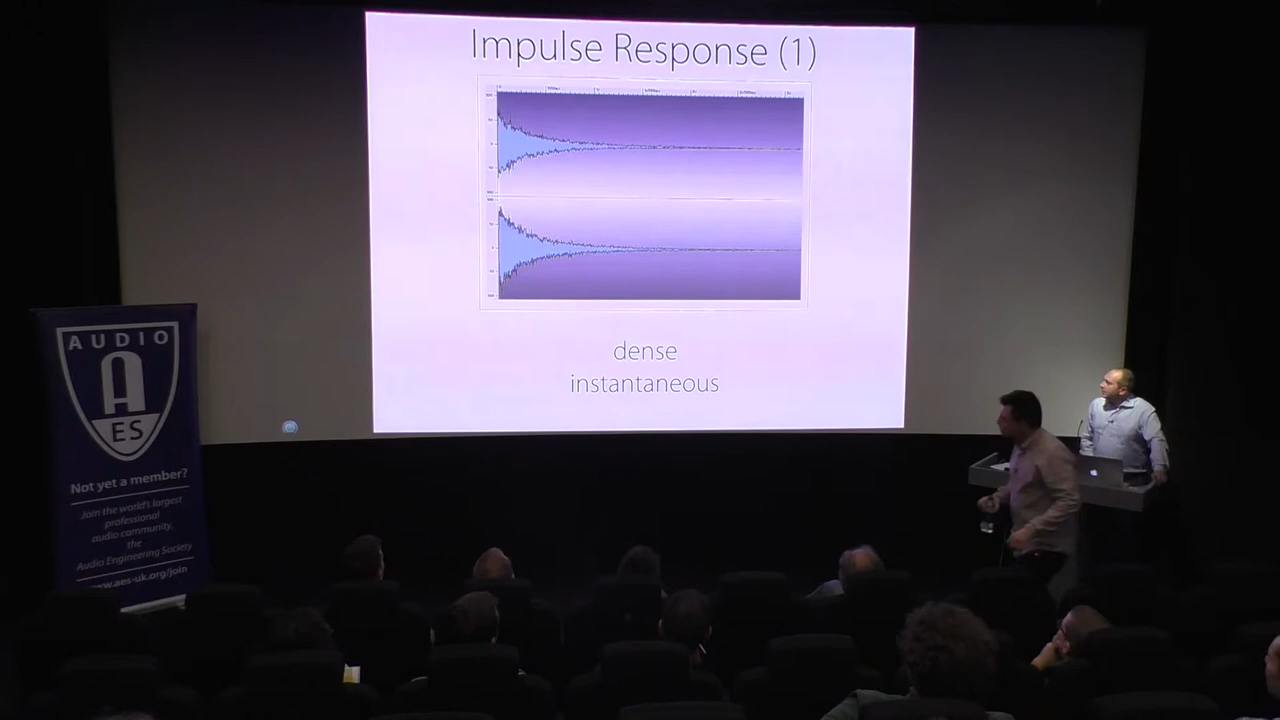 Impulse Response (1)
dense
instantaneous
AUDIO
A
ES
Not yet a member?
Join the world's largest
professional
audio community,
the
Audio Engineering Society
www.aes-uk.org/join